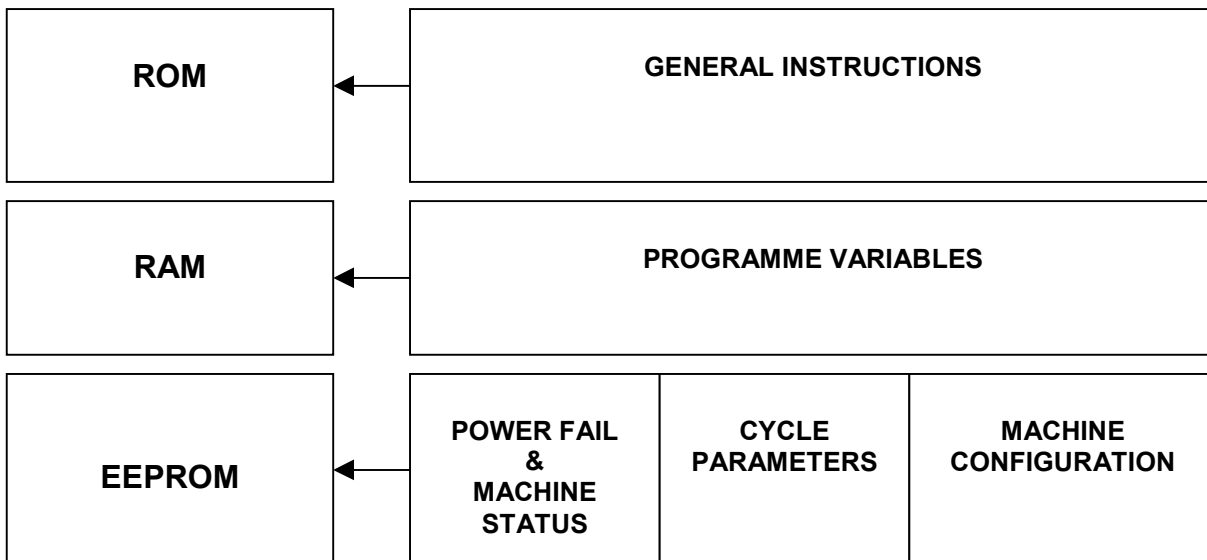 ROM
GENERAL INSTRUCTIONS
RAM
PROGRAMME VARIABLES
EEPROM
POWER FAIL
&
MACHINE
STATUS
CYCLE
PARAMETERS
MACHINE
CONFIGURATION